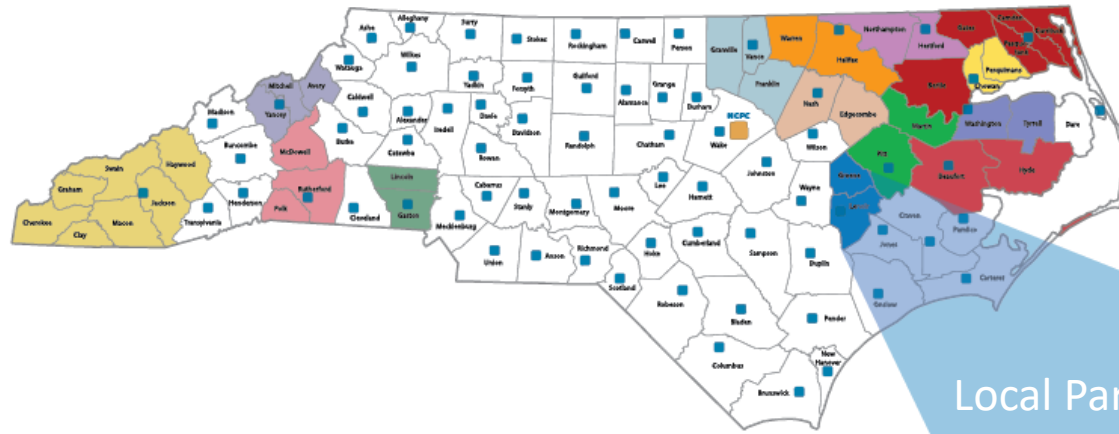 Ashe
Alleghany
Surry
Stokes
Rockingham
Caswell
Person
Granville
Vance
Warren
Halifax
Northampton
Hertford
Gates
Camden
Currituck
Watauga
Wilkes
Yadkin
Forsyth
Guilford
Alamance
Orange
Durham
Franklin
Nash
Edgecombe
Bertie
Chowan
Perquimans
Mitchell
Avery
Yancey
Caldwell
Alexander
Iredell
Davie
Davidson
Randolph
Chatham
NCPC
Wake
Wilson
Martin
Washington
Tyrrell
Dare
Madison
Buncombe
McDowell
Burke
Catawba
Rowan
Lincoln
Gaston
Johnston
Pitt
Greene
Beaufort
Hyde
Swain
Haywood
Graham
Jackson
Cherokee
Macon
Clay
Transylvania
Henderson
Rutherford
Polk
Cleveland
Mecklenburg
Cabarrus
Stanly
Montgomery
Moore
Lee
Harnett
Wayne
Craven
Pamlico
Jones
Carteret
Onslow
Union
Anson
Richmond
Hoke
Cumberland
Sampson
Duplin
Scotland
Robeson
Bladen
Pender
Columbus
New
Hanover
Brunswick
Local Par